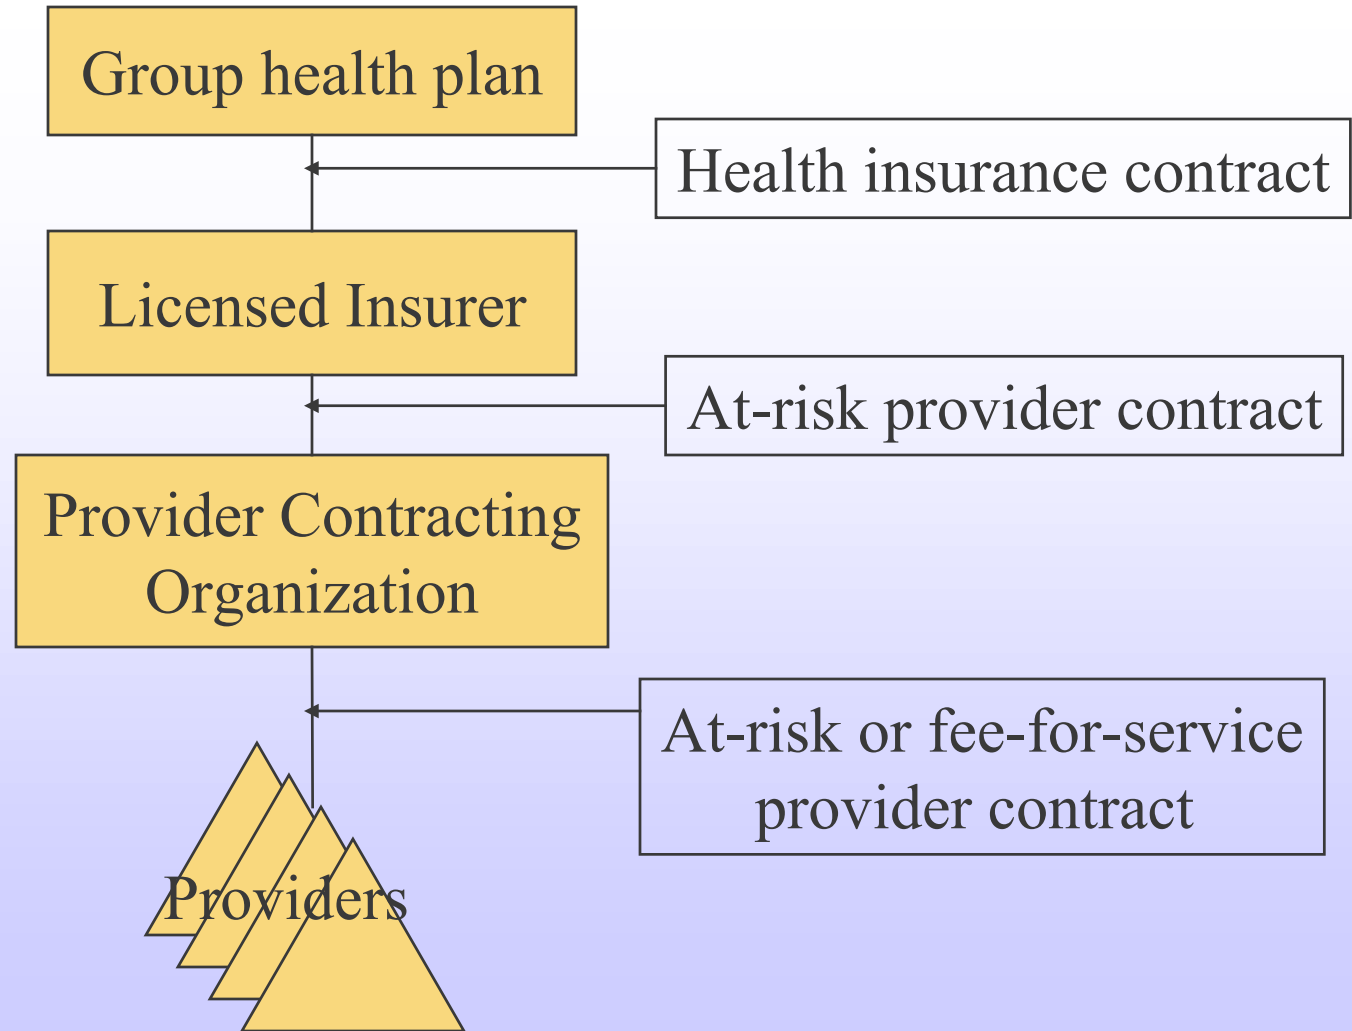 Group health plan
Health insurance contract
Licensed Insurer
At-risk provider contract
Provider Contracting
Organization
At-risk or fee-for-service
provider contract
Providers